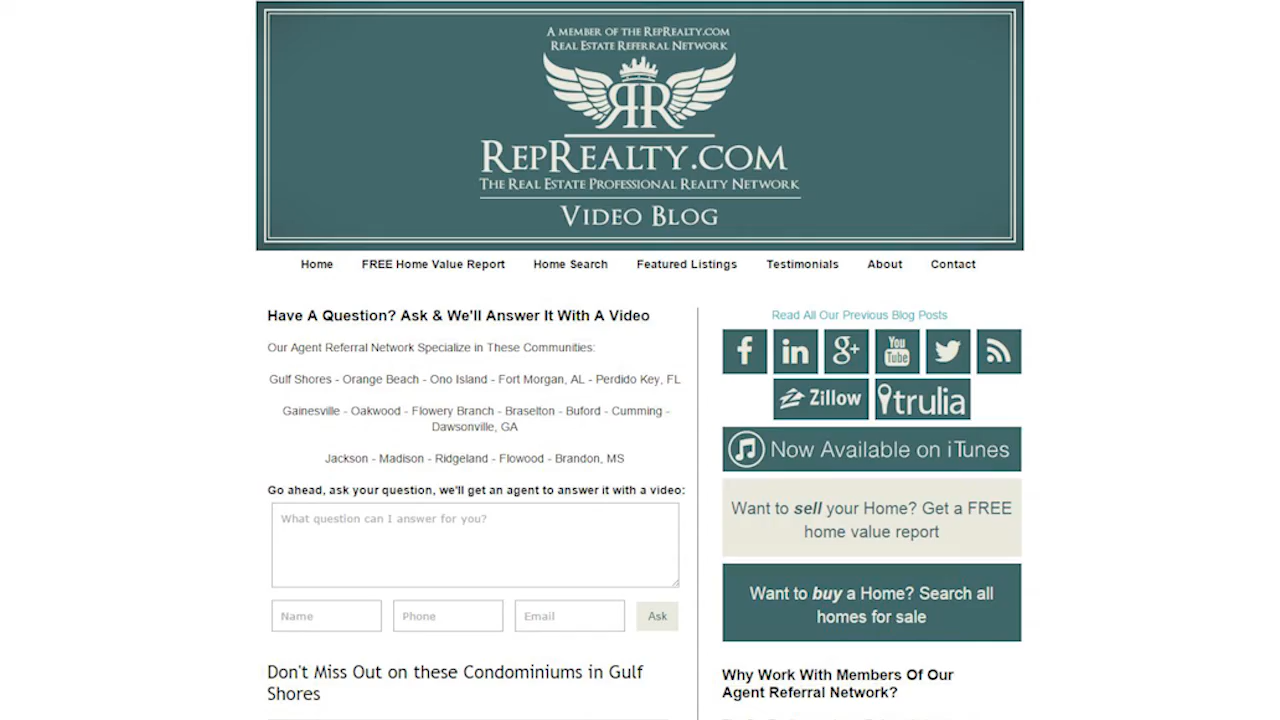 A MEMBER OF THE REPREALTY.COM
REAL ESTATE REFERRAL NETWORK
RR
REPREALTY.COM
THE REAL ESTATE PROFESSIONAL REALTY NETWORK
VIDEO BLOG
Home FREE Home Value Report Home Search Featured Listings Testimonials About Contact
Have A Question? Ask & We'll Answer It With A Video
Our Agent Referral Network Specialize in These Communities:
Gulf Shores - Orange Beach - Ono Island - Fort Morgan, AL - Perdido Key, FL
Gainesville - Oakwood - Flowery Branch - Braselton - Buford - Cumming -
Dawsonville, GA
Jackson - Madison - Ridgeland - Flowood - Brandon, MS
Go ahead, ask your question, we'll get an agent to answer it with a video:
What question can I answer for you?
Name Phone Email Ask
Don't Miss Out on these Condominiums in Gulf
Shores
Read All Our Previous Blog Posts
f in g+ You Tube
Zillow trulia
Now Available on iTunes
Want to sell your Home? Get a FREE
home value report
Want to buy a Home? Search all
homes for sale
Why Work With Members Of Our
Agent Referral Network?